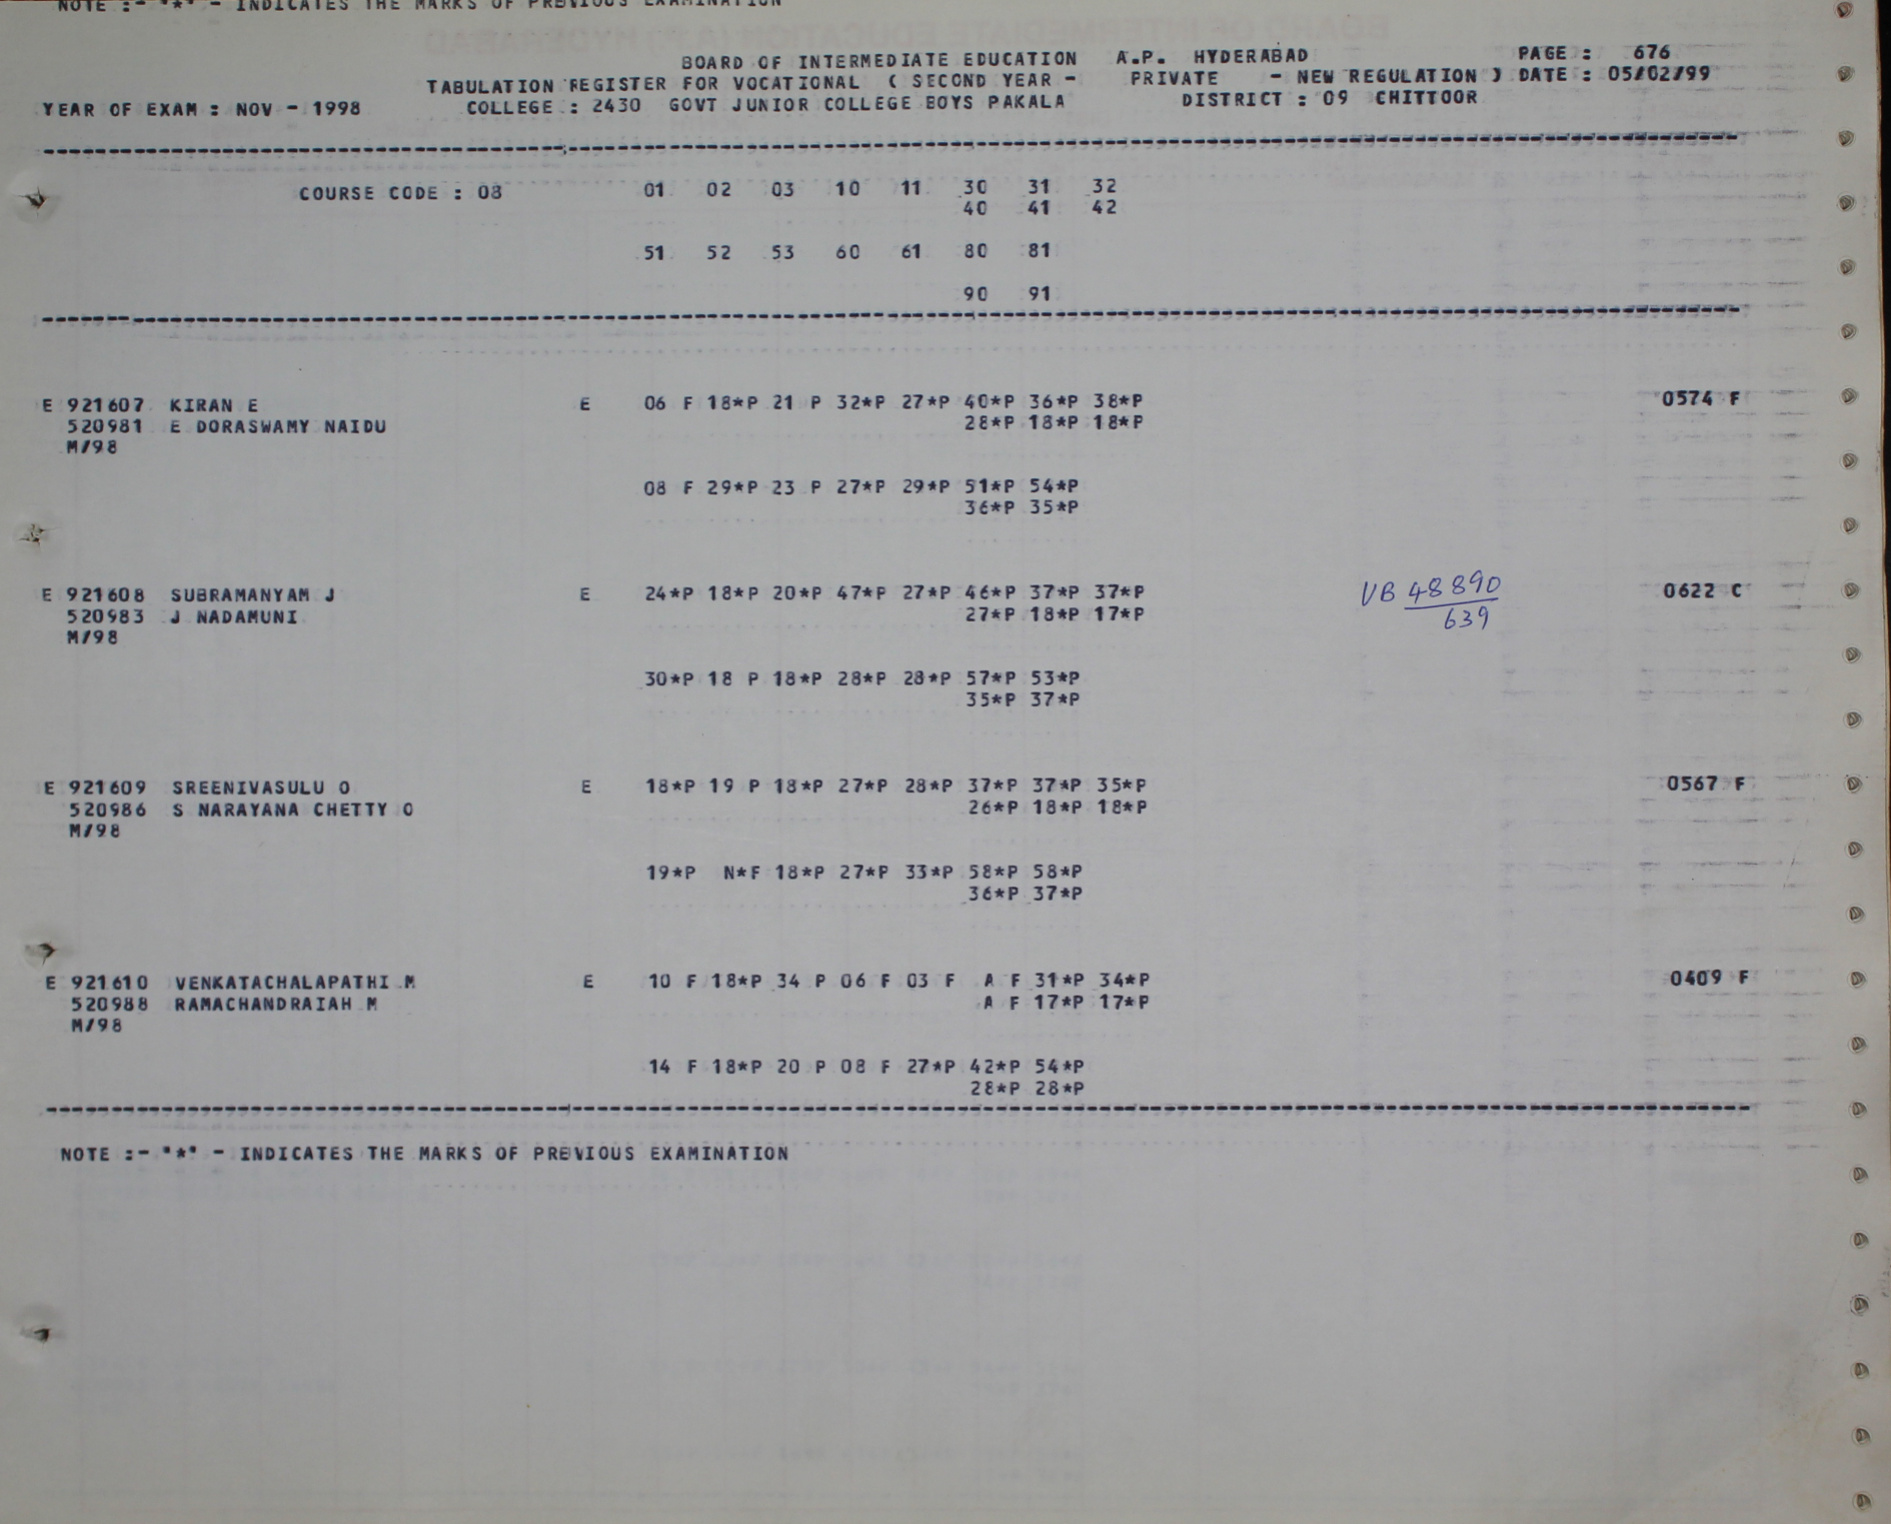 NOTE :- "*" - INDICATES THE MARKS OF PREVIOUS EXAMINATION
BOARD OF INTERMEDIATE EDUCATION A.P. HYDERABAD PAGE : 676
TABULATION REGISTER FOR VOCATIONAL ( SECOND YEAR - PRIVATE - NEW REGULATION ) DATE : 05/02/99
YEAR OF EXAM : NOV - 1998 COLLEGE : 2430 GOVT JUNIOR COLLEGE BOYS PAKALA DISTRICT : 09 CHITTOOR
COURSE CODE : 08 01 02 03 10 11 30 31 32
40 41 42
51 52 53 60 61 80 81
90 91
E 921607 KIRAN E E 06 F 18*P 21 P 32*P 27*P 40*P 36*P 38*P 0574 F
520981 E DORASWAMY NAIDU 28*P 18*P 18*P
M/98
08 F 29*P 23 P 27*P 29*P 51*P 54*P
36*P 35*P
E 921608 SUBRAMANYAM J E 24*P 18*P 20*P 47*P 27*P 46*P 37*P 37*P VB 48890 0622 C
520983 J NADAMUNI 27*P 18*P 17*P 639
M/98
30*P 18 P 18*P 28*P 28*P 57*P 53*P
35*P 37*P
E 921609 SREENIVASULU O E 18*P 19 P 18*P 27*P 28*P 37*P 37*P 35*P 0567 F
520986 S NARAYANA CHETTY O 26*P 18*P 18*P
M/98
19*P N*F 18*P 27*P 33*P 58*P 58*P
36*P 37*P
E 921610 VENKATACHALAPATHI M E 10 F 18*P 34 P 06 F 03 F A F 31*P 34*P 0409 F
520988 RAMACHANDRAIAH M A F 17*P 17*P
M/98
14 F 18*P 20 P 08 F 27*P 42*P 54*P
28*P 28*P
NOTE :- "*" - INDICATES THE MARKS OF PREVIOUS EXAMINATION